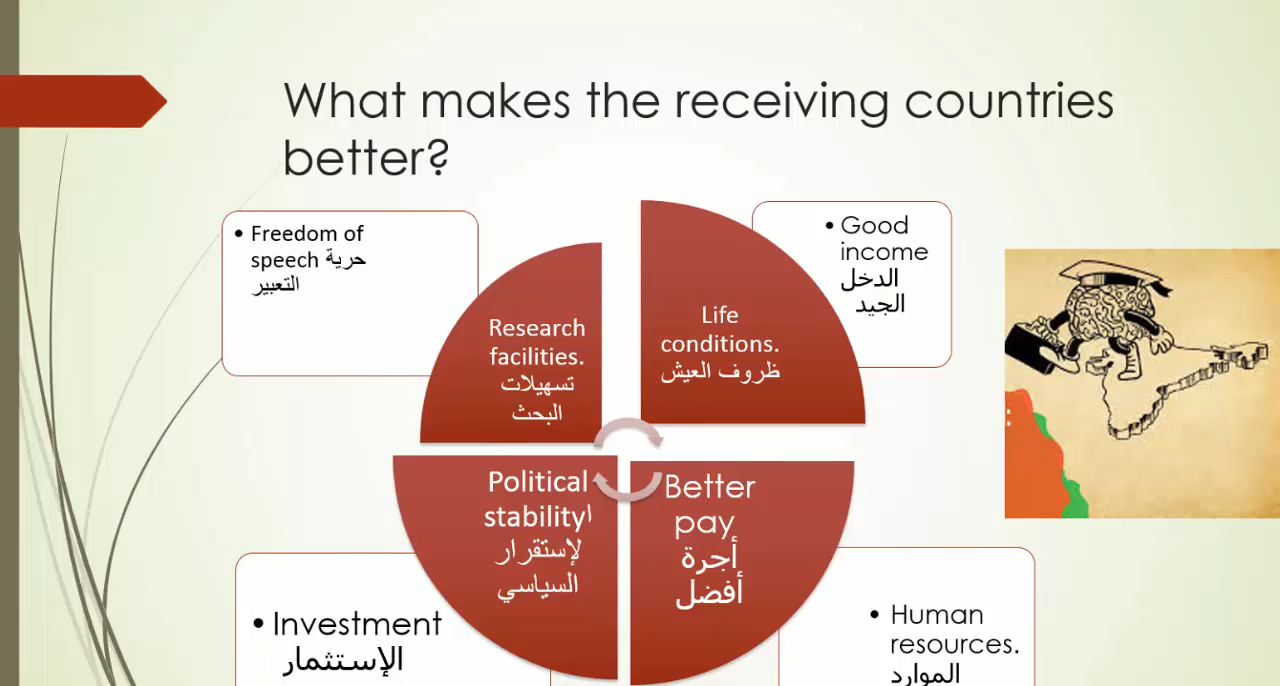 What makes the receiving countries
better?
• Freedom of
speech حرية
التعبير
Research
facilities.
تسهيلات
البحث
Life
conditions.
ظروف العيش
• Good
income
الدخل
الجيد
Political
stabilityا
لإستقرار
السياسي
Better
pay
أجرة
أفضل
• Investment
الإستثمار
• Human
resources.
الموارد